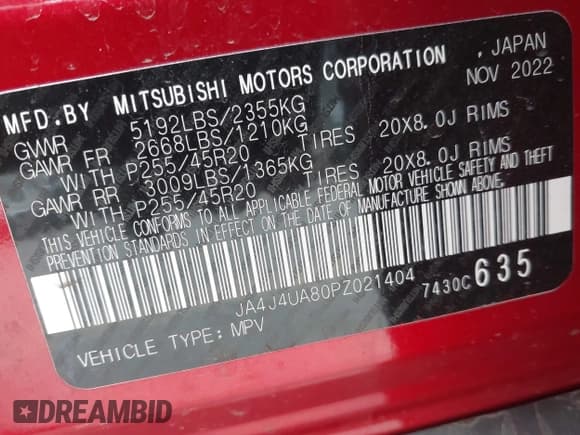 MFD.BY MITSUBISHI MOTORS CORPORATION , JAPAN
NOV 2022
GVWR 5192LBS/2355KG
GAWR FR 2668LBS/1210KG
WITH P255/45R20 TIRES 20X8.0J RIMS
GAWR RR 3009LBS/1365KG
WITH P255/45R20 TIRES 20X8.0J RIMS
THIS VEHICLE CONFORMS TO ALL APPLICABLE FEDERAL MOTOR VEHICLE SAFETY AND THEFT
PREVENTION STANDARDS IN EFFECT ON THE DATE OF MANUFACTURE SHOWN ABOVE.
JA4J4UA80PZ021404
7430C 635
VEHICLE TYPE: MPV
DREAMBID